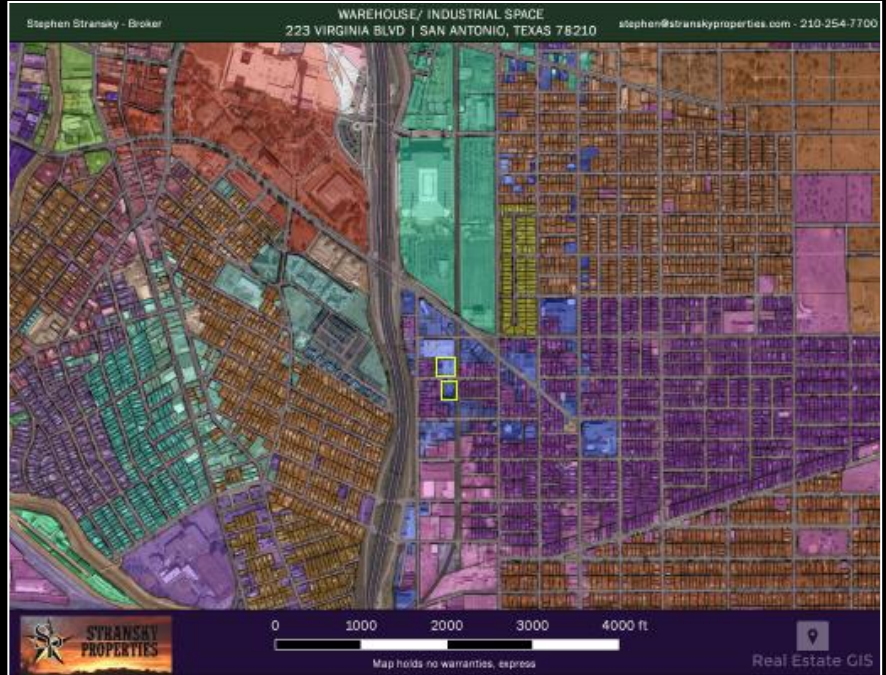 Stephen Stransky - Broker
WAREHOUSE/ INDUSTRIAL SPACE
223 VIRGINIA BLVD | SAN ANTONIO, TEXAS 78210
stephen@stranskyproperties.com - 210-254-7700
STRANSKY
PROPERTIES
0 1000 2000 3000 4000 ft
Map holds no warranties, express
Real Estate GIS